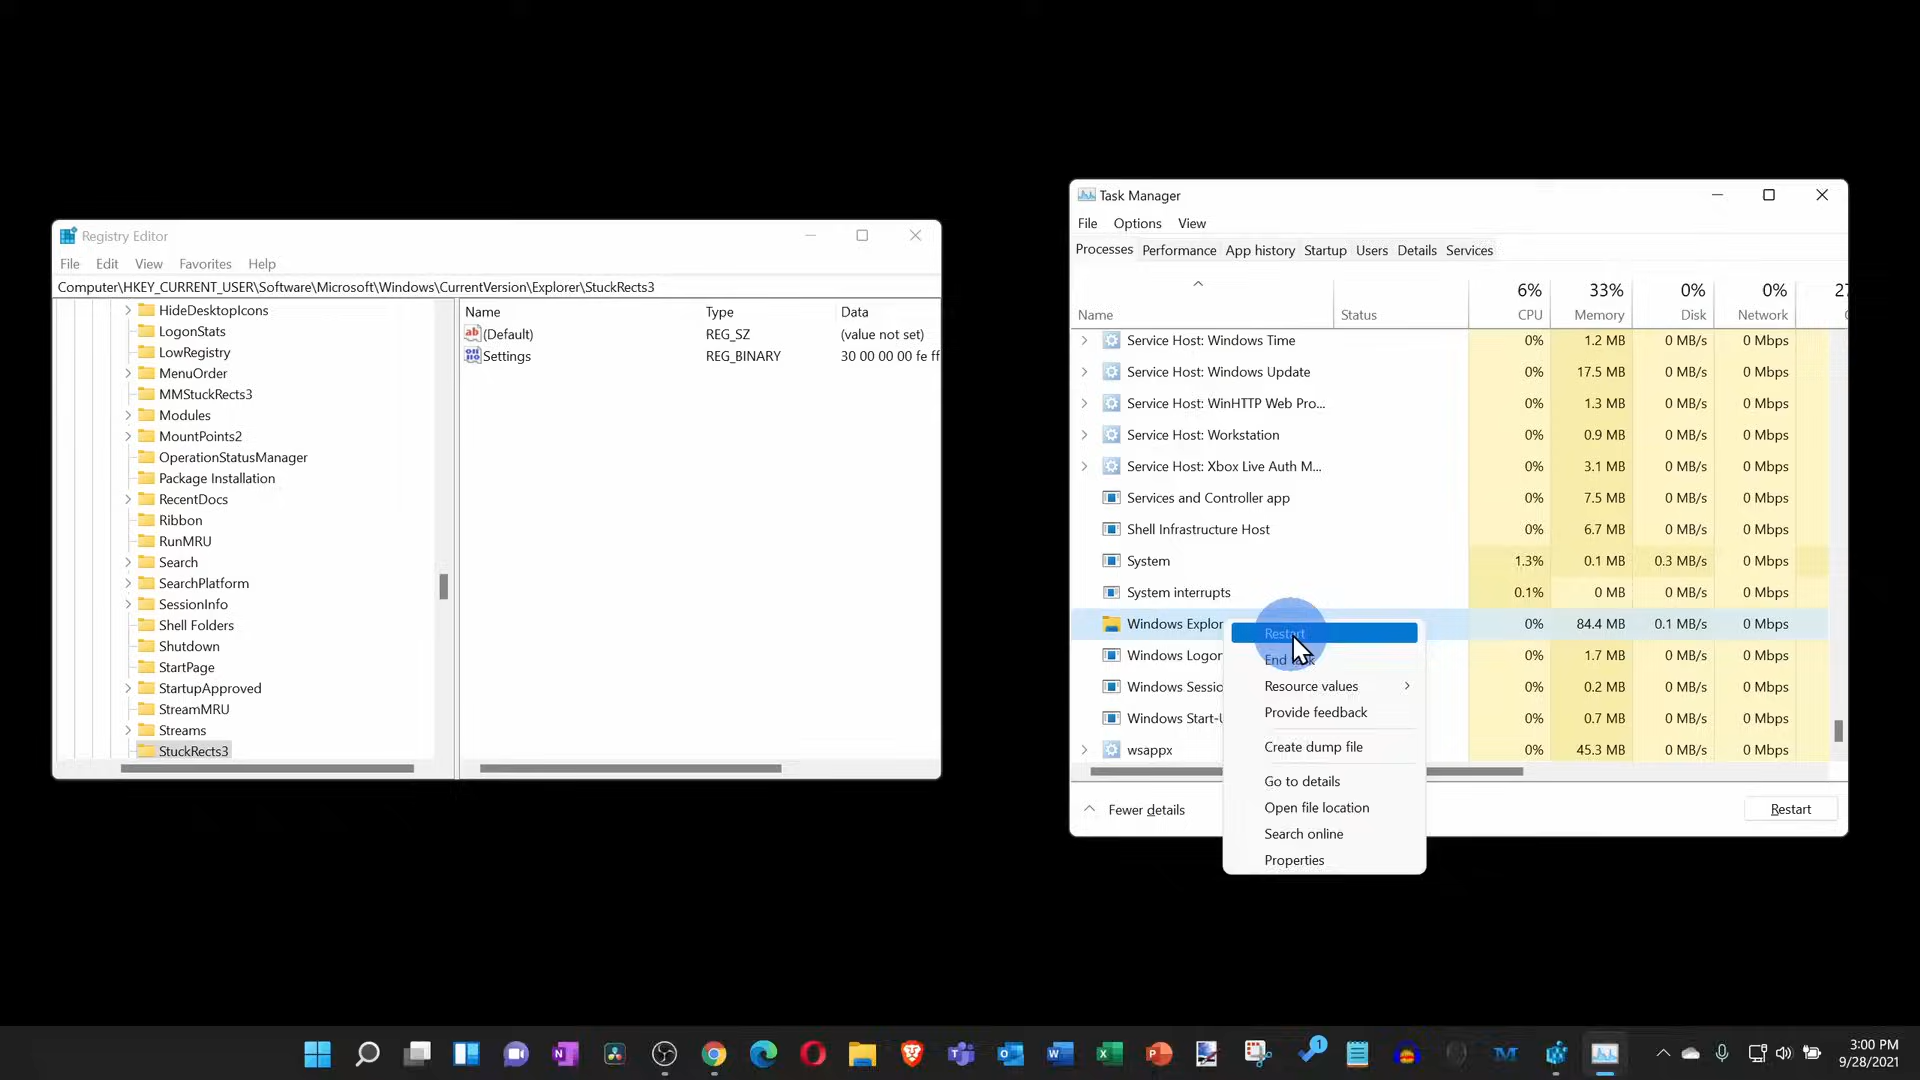 Registry Editor
File Edit View Favorites Help
Computer\HKEY_CURRENT_USER\Software\Microsoft\Windows\CurrentVersion\Explorer\StuckRects3
HideDesktopIcons
LogonStats
LowRegistry
MenuOrder
MMStuckRects3
Modules
MountPoints2
OperationStatusManager
Package Installation
RecentDocs
Ribbon
RunMRU
Search
SearchPlatform
SessionInfo
Shell Folders
Shutdown
StartPage
StartupApproved
StreamMRU
Streams
StuckRects3
Name Type Data
(Default) REG_SZ (value not set)
Settings REG_BINARY 30 00 00 00 fe ff
Task Manager
File Options View
Processes Performance App history Startup Users Details Services
6% 33% 0% 0%
Name Status CPU Memory Disk Network
Service Host: Windows Time 0% 1.2 MB 0 MB/s 0 Mbps
Service Host: Windows Update 0% 17.5 MB 0 MB/s 0 Mbps
Service Host: WinHTTP Web Pro... 0% 1.3 MB 0 MB/s 0 Mbps
Service Host: Workstation 0% 0.9 MB 0 MB/s 0 Mbps
Service Host: Xbox Live Auth M... 0% 3.1 MB 0 MB/s 0 Mbps
Services and Controller app 0% 7.5 MB 0 MB/s 0 Mbps
Shell Infrastructure Host 0% 6.7 MB 0 MB/s 0 Mbps
System 1.3% 0.1 MB 0.3 MB/s 0 Mbps
System interrupts 0.1% 0 MB 0 MB/s 0 Mbps
Windows Explor 0% 84.4 MB 0.1 MB/s 0 Mbps
Windows Logon 0% 1.7 MB 0 MB/s 0 Mbps
Windows Sessio 0% 0.2 MB 0 MB/s 0 Mbps
Windows Start-U 0% 0.7 MB 0 MB/s 0 Mbps
wsappx 0% 45.3 MB 0 MB/s 0 Mbps
Restart
End task
Resource values
Provide feedback
Create dump file
Go to details
Open file location
Search online
Properties
Fewer details
Restart
1
3:00 PM
9/28/2021